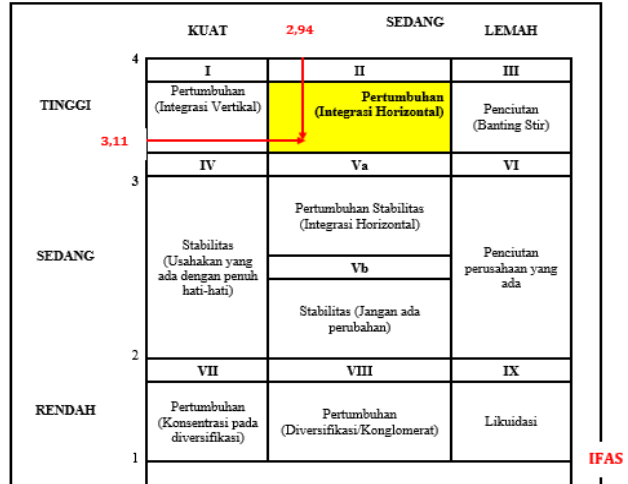 KUAT 2,94 SEDANG LEMAH
4
I II III
TINGGI
Pertumbuhan
(Integrasi Vertikal)
Pertumbuhan
(Integrasi Horizontal)
Penciutan
(Banting Stir)
3,11
IV Va VI
3
SEDANG
Stabilitas
(Usahakan yang
ada dengan penuh
hati-hati)
Pertumbuhan Stabilitas
(Integrasi Horizontal)
Vb
Stabilitas (Jangan ada
perubahan)
Penciutan
perusahaan yang
ada
2
VII VIII IX
RENDAH
Pertumbuhan
(Konsentrasi pada
diversifikasi)
Pertumbuhan
(Diversifikasi/Konglomerat)
Likuidasi
1
IFAS